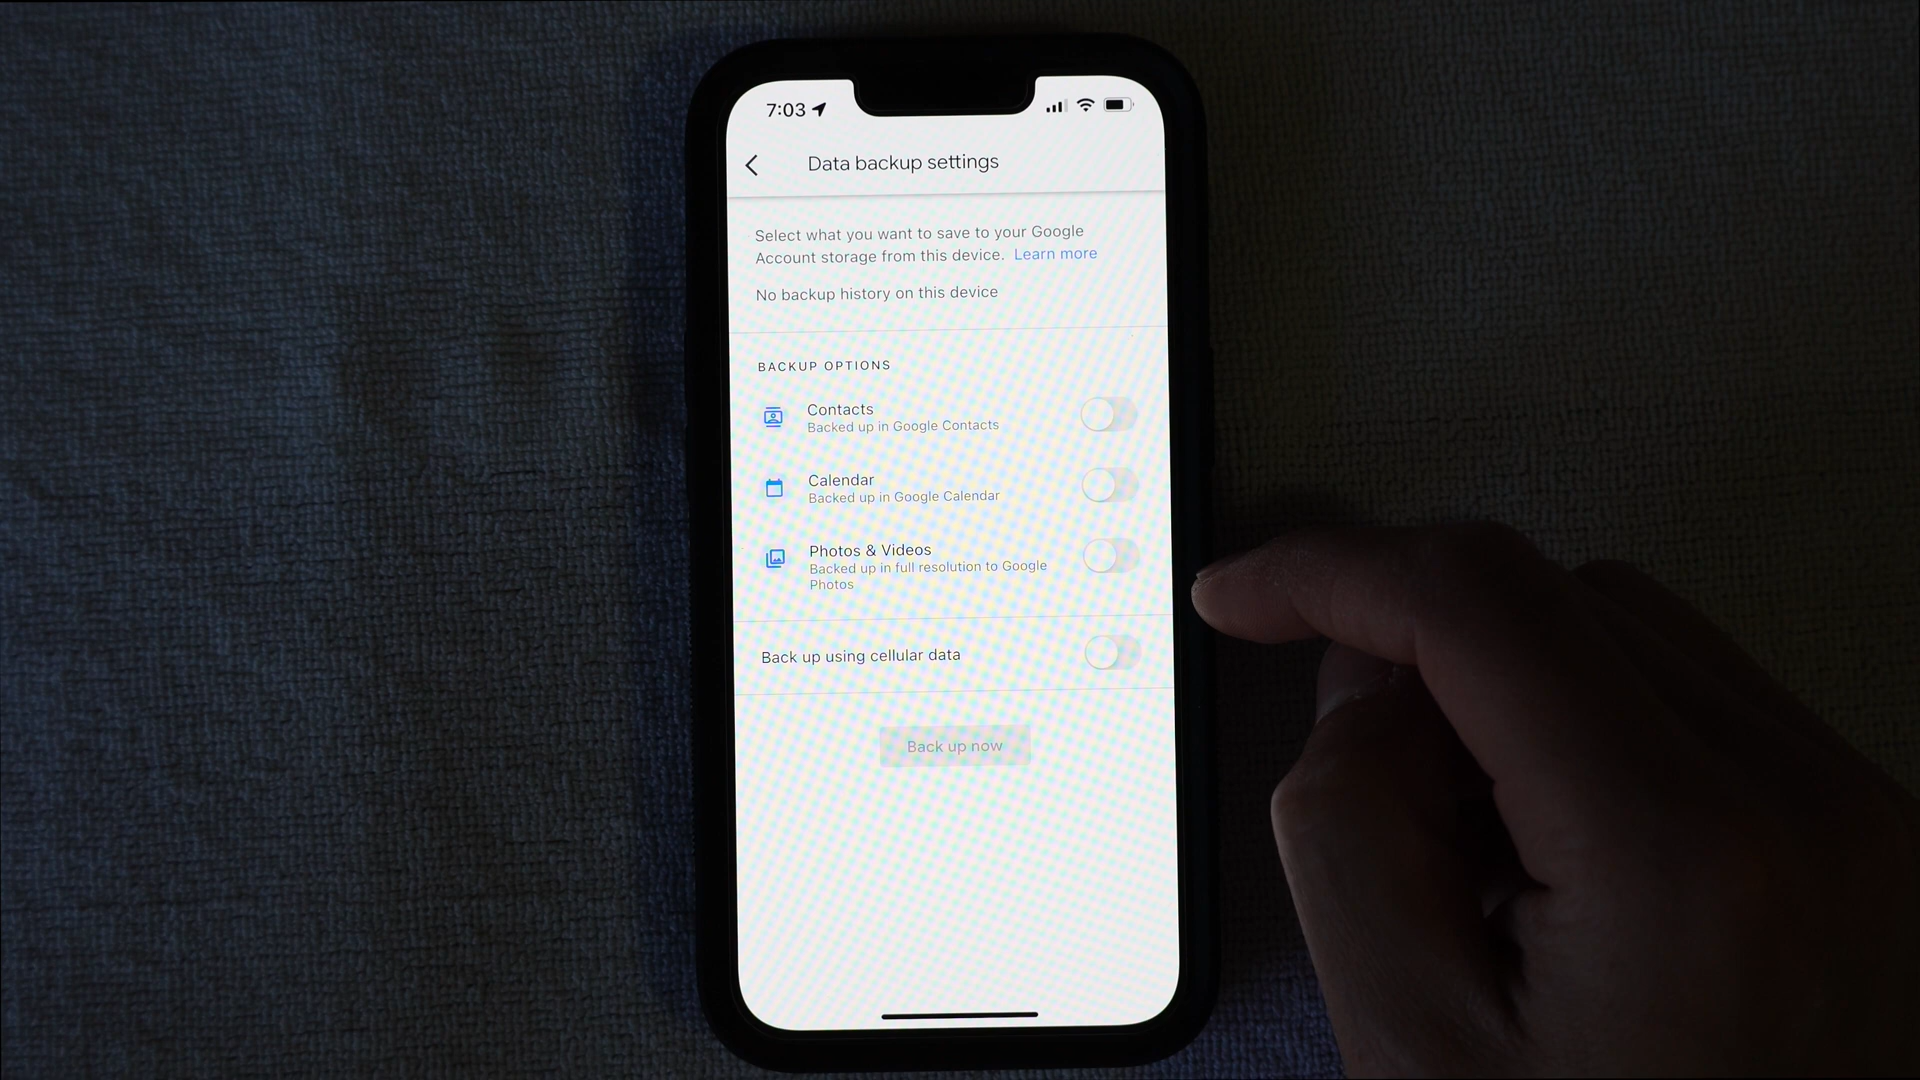 7:03
Data backup settings
Select what you want to save to your Google
Account storage from this device. Learn more
No backup history on this device
BACKUP OPTIONS
Contacts
Backed up in Google Contacts
Calendar
Backed up in Google Calendar
Photos & Videos
Backed up in full resolution to Google
Photos
Back up using cellular data
Back up now